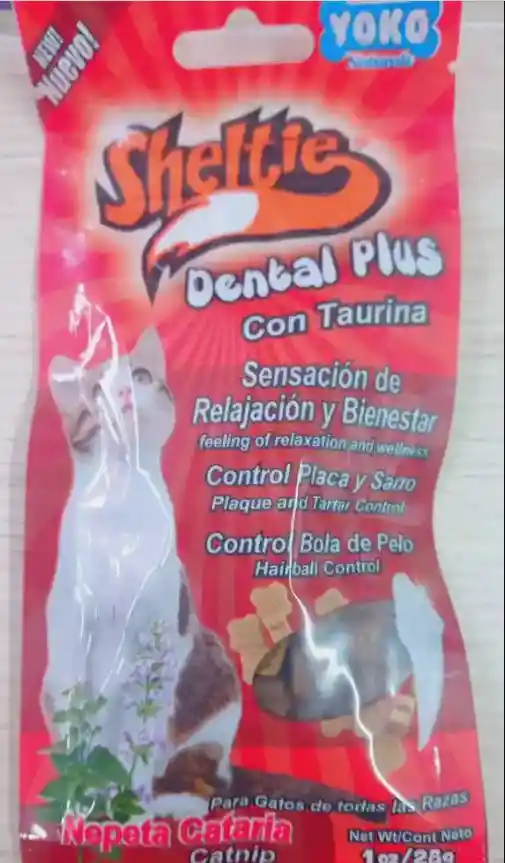 NEW!
Nuevo!
YOKO
Naturals
Sheltie
Dental Plus
Con Taurina
Sensación de
Relajación y Bienestar
feeling of relaxation and wellness
Control Placa y Sarro
Plaque and Tartar Control
Control Bola de Pelo
Hairball Control
Para Gatos de todas las Razas
Nepeta Cataria
Catnip
Net Wt/Cont Neto
1oz/28g